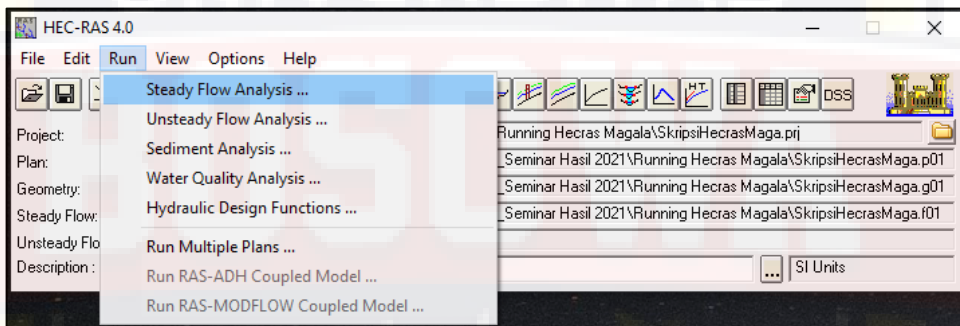 HEC-RAS 4.0
File Edit Run View Options Help
Steady Flow Analysis ...
DSS
Unsteady Flow Analysis ...
Project: Running Hecras Magala\SkripsiHecrasMaga.prj
Sediment Analysis ...
Plan: _Seminar Hasil 2021\Running Hecras Magala\SkripsiHecrasMaga.p01
Water Quality Analysis ...
Geometry: _Seminar Hasil 2021\Running Hecras Magala\SkripsiHecrasMaga.g01
Hydraulic Design Functions ...
Steady Flow: _Seminar Hasil 2021\Running Hecras Magala\SkripsiHecrasMaga.f01
Unsteady Flo
Run Multiple Plans ...
Description : ... SI Units
Run RAS-ADH Coupled Model ...
Run RAS-MODFLOW Coupled Model ...